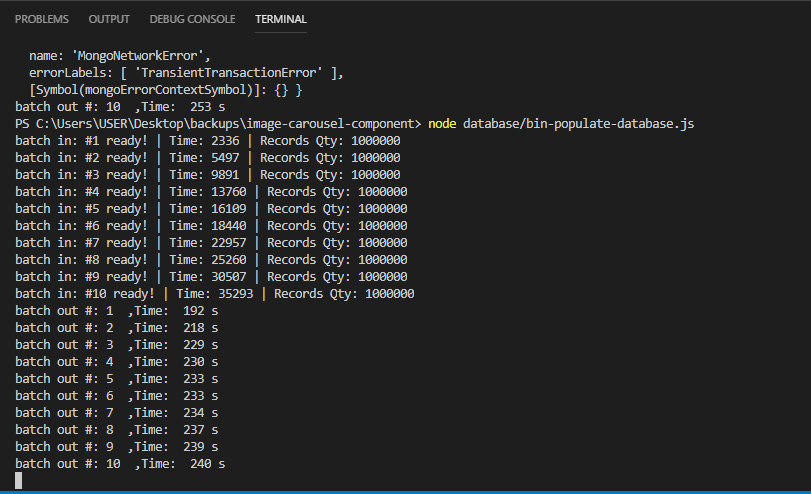 PROBLEMS OUTPUT DEBUG CONSOLE TERMINAL
name: 'MongoNetworkError',
errorLabels: [ 'TransientTransactionError' ],
[Symbol(mongoErrorContextSymbol)]: {} }
batch out #: 10  ,Time:  253 s
PS C:\Users\USER\Desktop\backups\image-carousel-component> node database/bin-populate-database.js
batch in: #1 ready! | Time: 2336 | Records Qty: 1000000
batch in: #2 ready! | Time: 5497 | Records Qty: 1000000
batch in: #3 ready! | Time: 9891 | Records Qty: 1000000
batch in: #4 ready! | Time: 13760 | Records Qty: 1000000
batch in: #5 ready! | Time: 16109 | Records Qty: 1000000
batch in: #6 ready! | Time: 18440 | Records Qty: 1000000
batch in: #7 ready! | Time: 22957 | Records Qty: 1000000
batch in: #8 ready! | Time: 25260 | Records Qty: 1000000
batch in: #9 ready! | Time: 30507 | Records Qty: 1000000
batch in: #10 ready! | Time: 35293 | Records Qty: 1000000
batch out #: 1  ,Time:  192 s
batch out #: 2  ,Time:  218 s
batch out #: 3  ,Time:  229 s
batch out #: 4  ,Time:  230 s
batch out #: 5  ,Time:  233 s
batch out #: 6  ,Time:  233 s
batch out #: 7  ,Time:  234 s
batch out #: 8  ,Time:  237 s
batch out #: 9  ,Time:  239 s
batch out #: 10  ,Time:  240 s